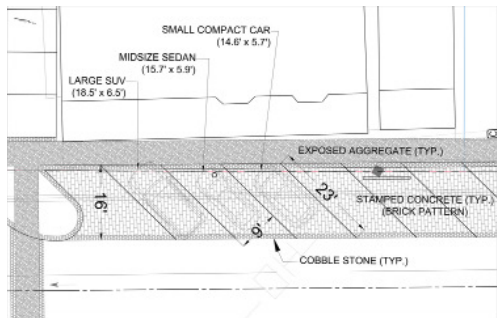 SMALL COMPACT CAR
(14.6' x 5.7')
MIDSIZE SEDAN
(15.7' x 5.9')
LARGE SUV
(18.5' x 6.5')
EXPOSED AGGREGATE (TYP.)
16'
23'
9'
STAMPED CONCRETE (TYP.)
(BRICK PATTERN)
COBBLE STONE (TYP.)